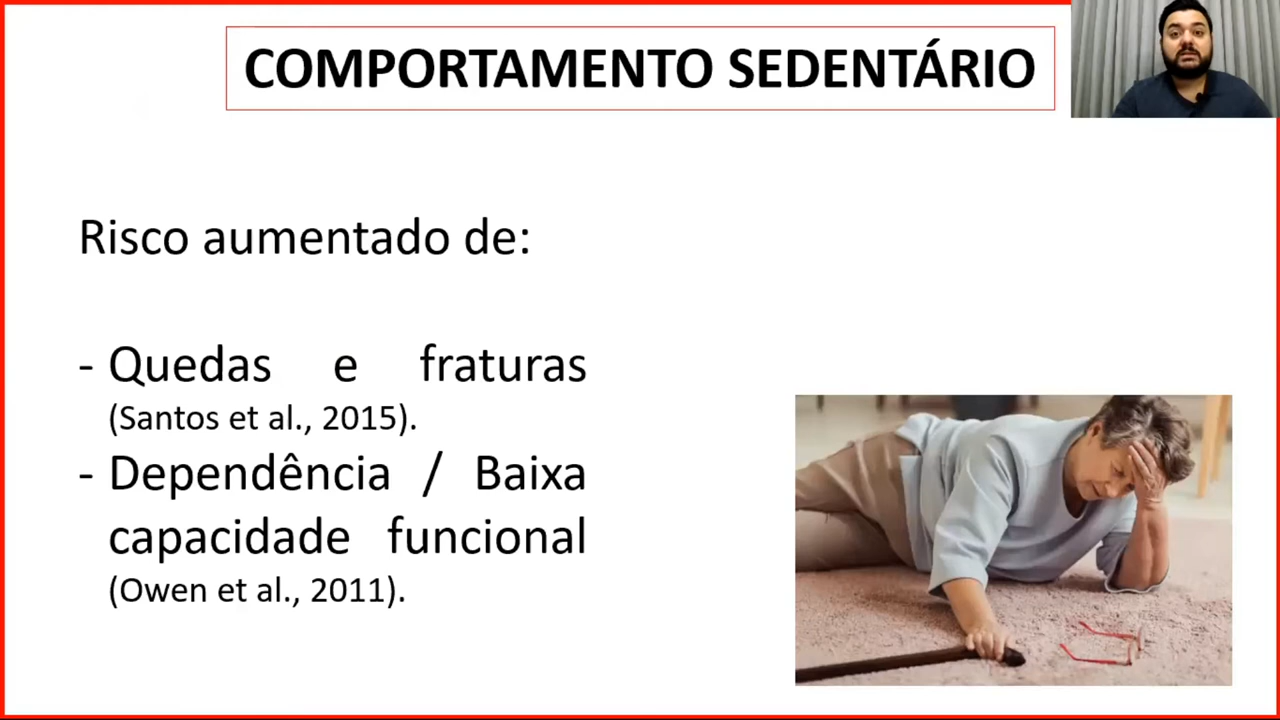 COMPORTAMENTO SEDENTÁRIO
Risco aumentado de:
- Quedas e fraturas
(Santos et al., 2015).
- Dependência / Baixa
capacidade funcional
(Owen et al., 2011).